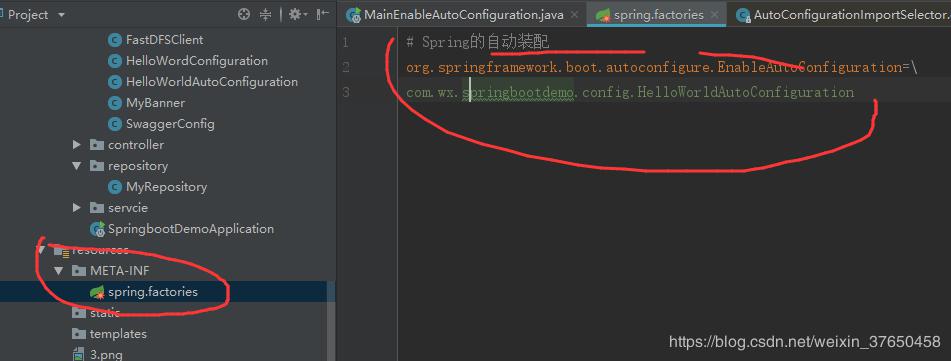 Project
MainEnableAutoConfiguration.java
spring.factories
AutoConfigurationImportSelector.
FastDFSClient
HelloWordConfiguration
HelloWorldAutoConfiguration
MyBanner
SwaggerConfig
controller
repository
MyRepository
servcie
SpringbootDemoApplication
resources
META-INF
spring.factories
static
templates
3.png
1 # Spring的自动装配
2 org.springframework.boot.autoconfigure.EnableAutoConfiguration=\
3 com.wx.springbootdemo.config.HelloWorldAutoConfiguration
https://blog.csdn.net/weixin_37650458